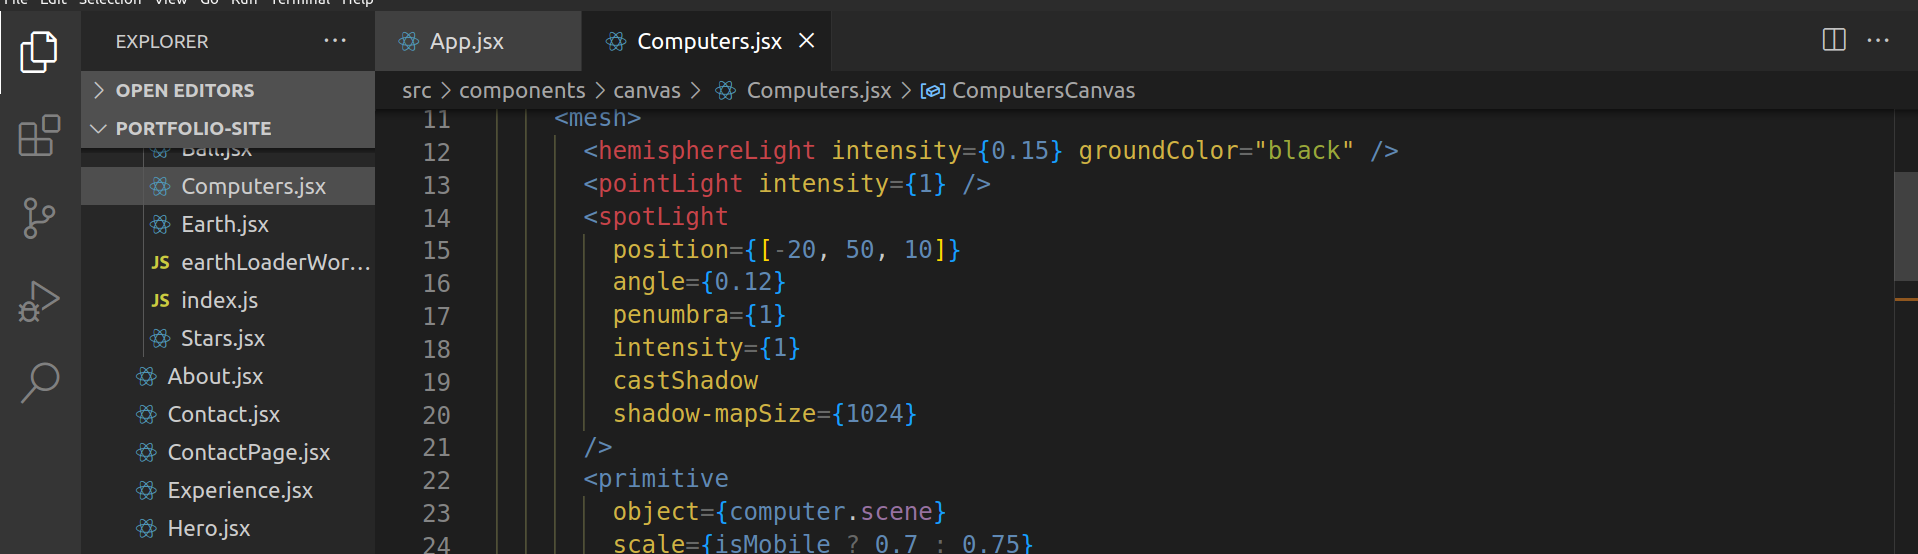 File Edit Selection View Go Run Terminal Help
EXPLORER
OPEN EDITORS
PORTFOLIO-SITE
Ball.jsx
Computers.jsx
Earth.jsx
earthLoaderWor...
JS index.js
Stars.jsx
About.jsx
Contact.jsx
ContactPage.jsx
Experience.jsx
Hero.jsx
App.jsx
Computers.jsx
src > components > canvas > Computers.jsx > ComputersCanvas
11 <mesh>
12 <hemisphereLight intensity={0.15} groundColor="black" />
13 <pointLight intensity={1} />
14 <spotLight
15 position={[-20, 50, 10]}
16 angle={0.12}
17 penumbra={1}
18 intensity={1}
19 castShadow
20 shadow-mapSize={1024}
21 />
22 <primitive
23 object={computer.scene}
24 scale={isMobile ? 0.7 : 0.75}